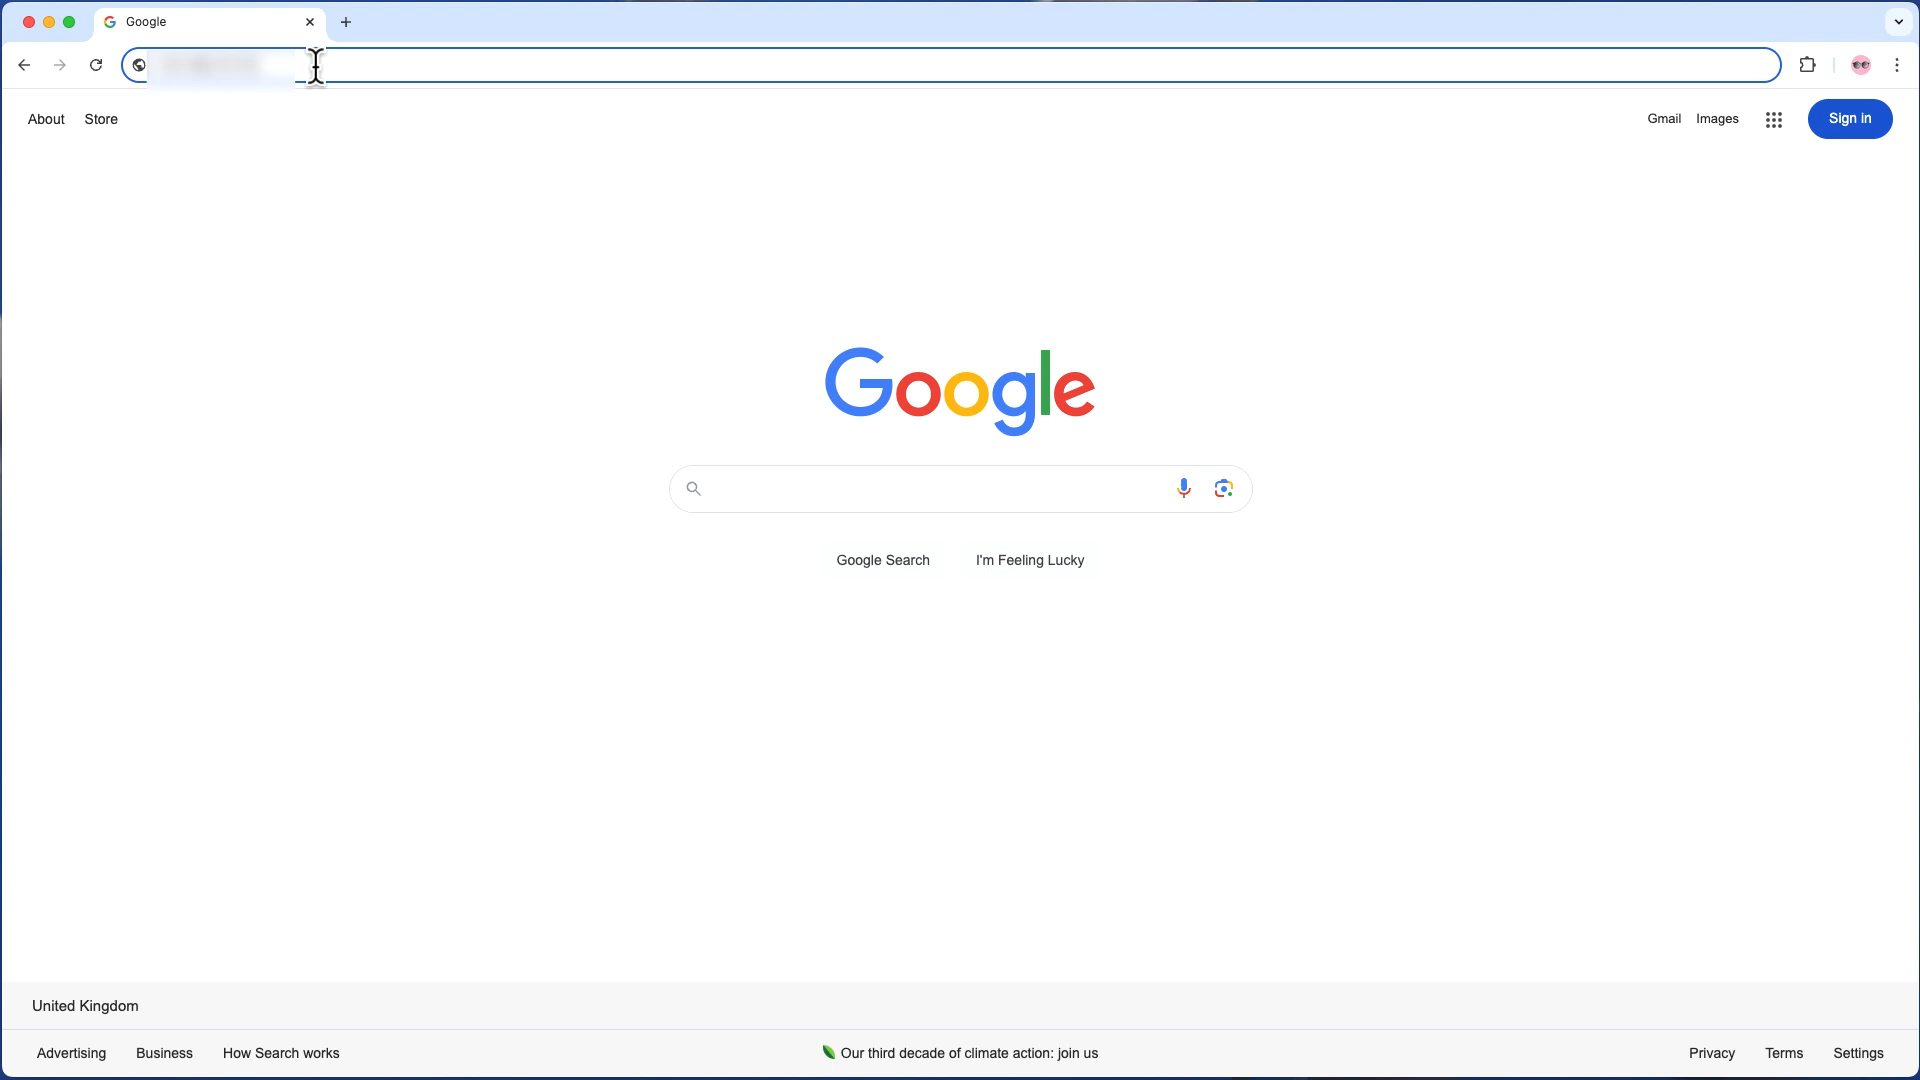 Google
About Store
Gmail Images Sign in
Google
Google Search I'm Feeling Lucky
United Kingdom
Advertising Business How Search works
Our third decade of climate action: join us
Privacy Terms Settings